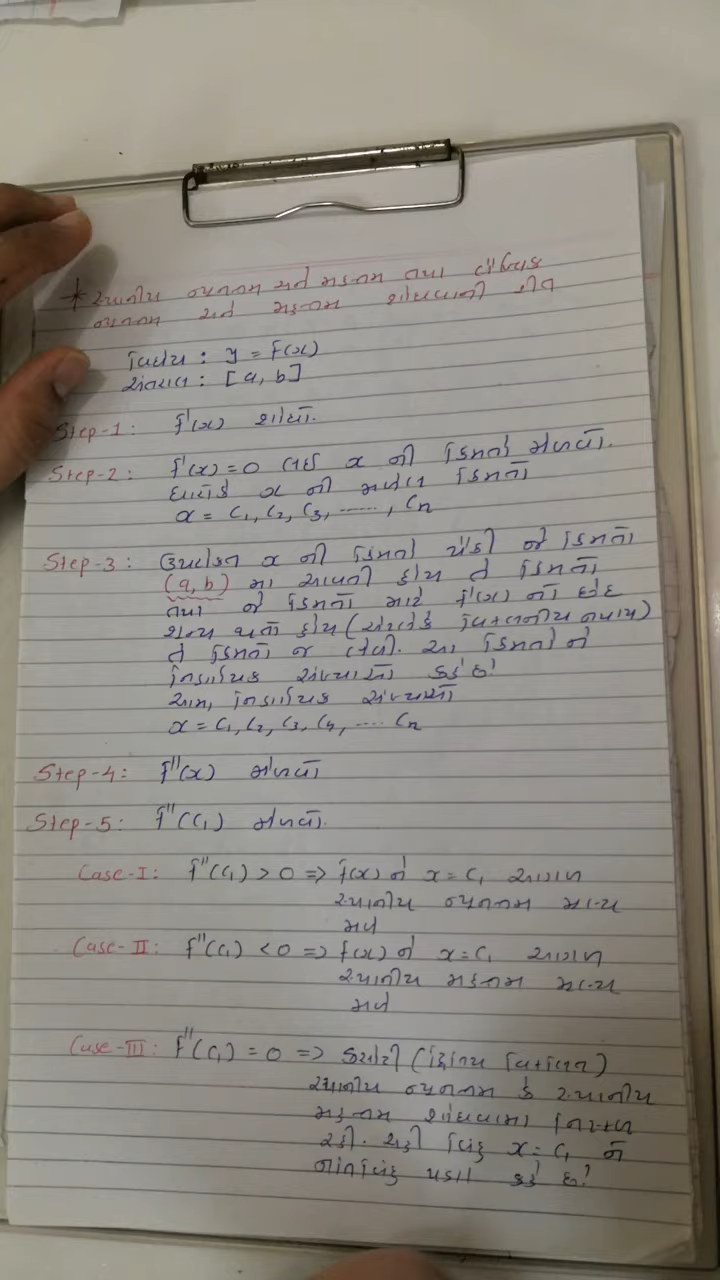 * સ્થાનીય ન્યૂનતમ અને મહત્તમ તથા વૈશ્વિક
ન્યૂનતમ અને મહત્તમ શોધવાની રીત
વિધેય : y = f(x)
અંતરાલ : [a, b]
Step-1: f'(x) શોધો.
Step-2: f'(x) = 0 લઈ x ની કિંમતો મેળવો.
ધારોકે x ની મળેલ કિંમતો
x = C₁, C₂, C₃, ......, Cn
Step-3: ઉપરોક્ત x ની કિંમતો પૈકી જે કિંમતો
(a, b) મા આવતી હોય તે કિંમતો
તથા જે કિંમતો માટે f'(x) નો છેદ
શૂન્ય થતો હોય (એટલેકે વિકલનીય નથાય)
તે કિંમતો જ લેવી. આ કિંમતો ને
નિર્ણાયક સંખ્યાઓ કહે છે.
આમ, નિર્ણાયક સંખ્યાઓ
x = C₁, C₂, C₃, C₄, .... Cn
Step-4: f''(x) મેળવો
Step-5: f''(C₁) મેળવો.
Case-I: f''(C₁) > 0 => f(x) ને x = C₁ આગળ
સ્થાનીય ન્યૂનતમ મૂલ્ય
મળે
Case-II: f''(C₁) < 0 => f(x) ને x = C₁ આગળ
સ્થાનીય મહત્તમ મૂલ્ય
મળે
Case-III: f''(C₁) = 0 => કસોટી (દ્વિતીય વિકલિત)
સ્થાનીય ન્યૂનતમ કે સ્થાનીય
મહત્તમ શોધવામા નિષ્ફળ
રહી. અહી બિંદુ x = C₁ ને
નતિબિંદુ પણ કહે છે.